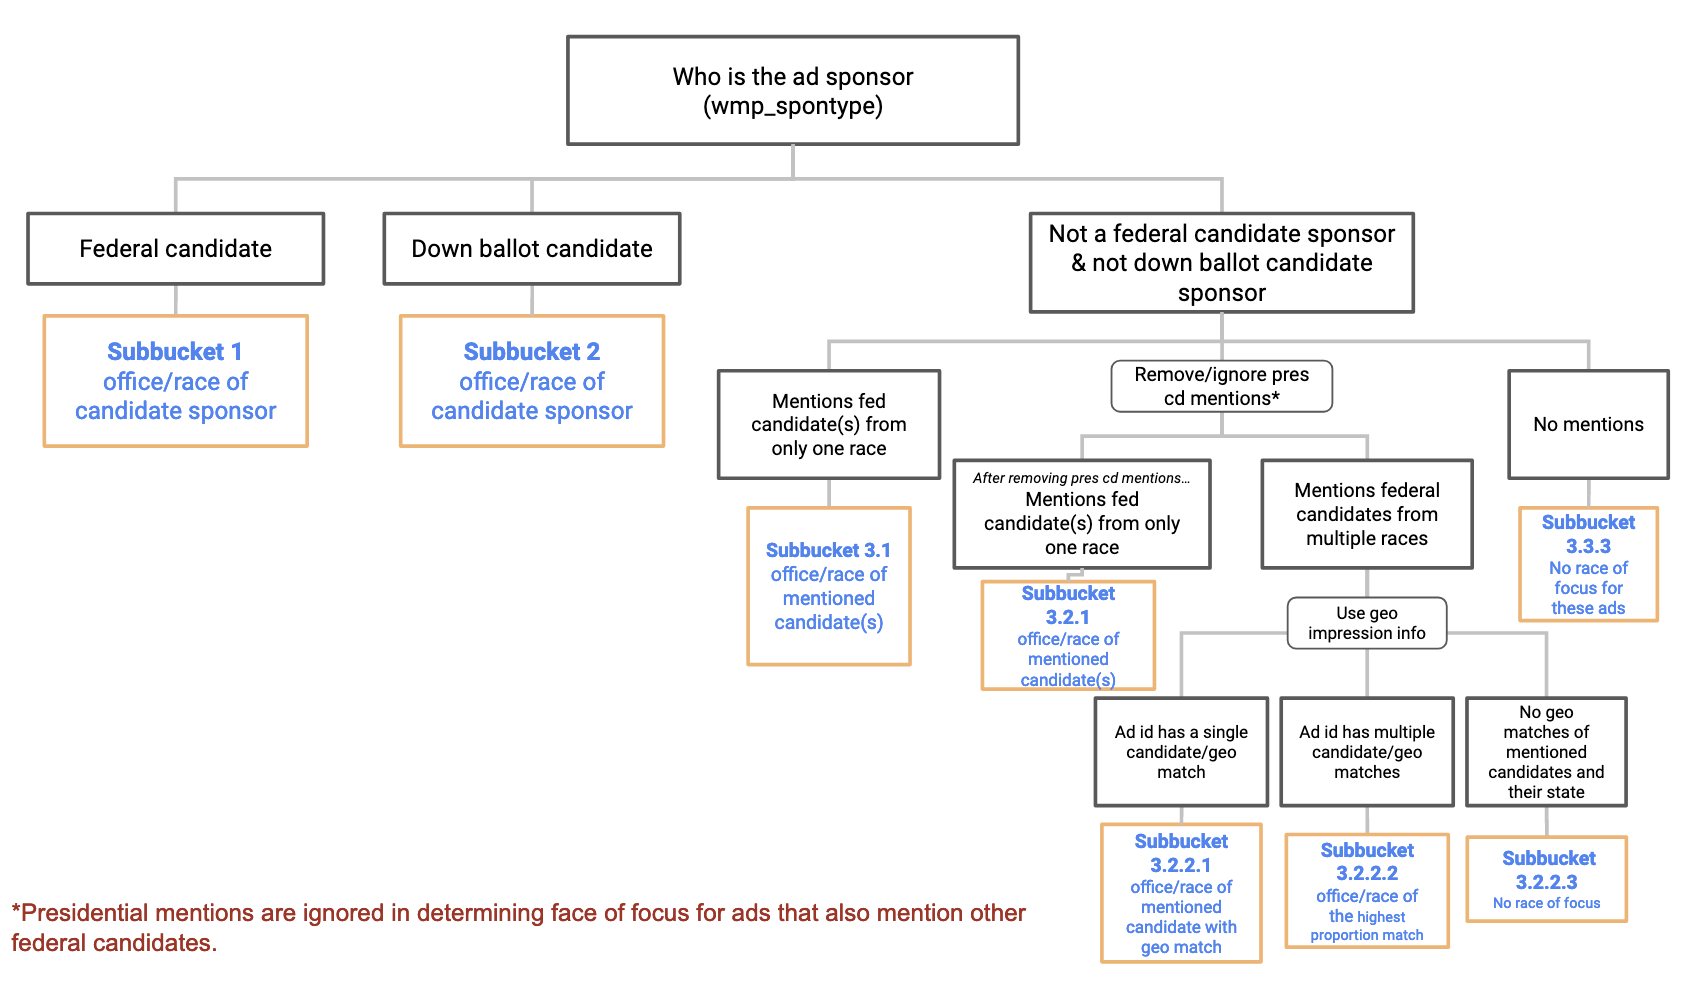 Who is the ad sponsor
(wmp_spontype)
Federal candidate
Down ballot candidate
Not a federal candidate sponsor
& not down ballot candidate
sponsor
Subbucket 1
office/race of
candidate sponsor
Subbucket 2
office/race of
candidate sponsor
Mentions fed
candidate(s) from
only one race
Remove/ignore pres
cd mentions*
No mentions
After removing pres cd mentions...
Mentions fed
candidate(s) from only
one race
Mentions federal
candidates from
multiple races
Subbucket 3.1
office/race of
mentioned
candidate(s)
Subbucket
3.2.1
office/race of
mentioned
candidate(s)
Use geo
impression info
Subbucket
3.3.3
No race of
focus for
these ads
Ad id has a single
candidate/geo
match
Ad id has multiple
candidate/geo
matches
No geo
matches of
mentioned
candidates and
their state
Subbucket
3.2.2.1
office/race of
mentioned
candidate with
geo match
Subbucket
3.2.2.2
office/race of
the highest
proportion match
Subbucket
3.2.2.3
No race of focus
*Presidential mentions are ignored in determining face of focus for ads that also mention other
federal candidates.